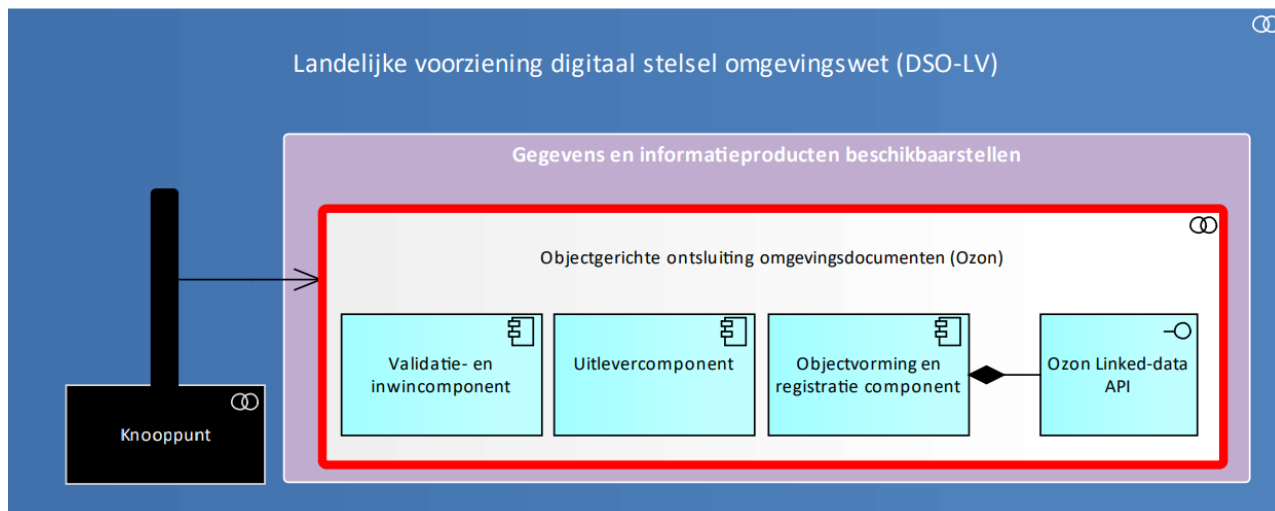 Landelijke voorziening digitaal stelsel omgevingswet (DSO-LV)
Gegevens en informatieproducten beschikbaarstellen
Objectgerichte ontsluiting omgevingsdocumenten (Ozon)
Validatie- en
inwincomponent
Uitlevercomponent
Objectvorming en
registratie component
Ozon Linked-data
API
Knooppunt